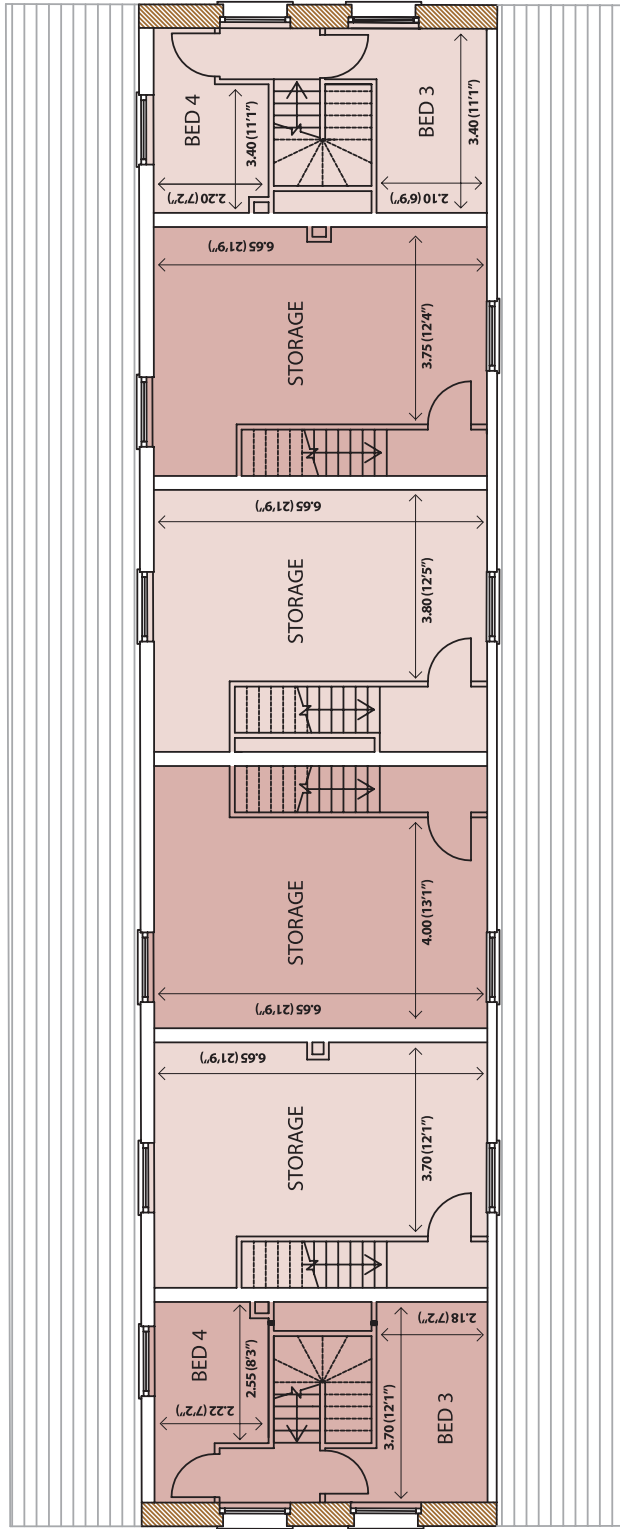 BED 4
3.40 (11'1")
2.20 (7'2")
BED 3
3.40 (11'1")
2.10 (6'9")
6.65 (21'9")
STORAGE
3.75 (12'4")
6.65 (21'9")
STORAGE
3.80 (12'5")
STORAGE
4.00 (13'1")
6.65 (21'9")
6.65 (21'9")
STORAGE
3.70 (12'1")
BED 4
2.55 (8'3")
2.22 (7'2")
2.18 (7'2")
3.70 (12'1")
BED 3